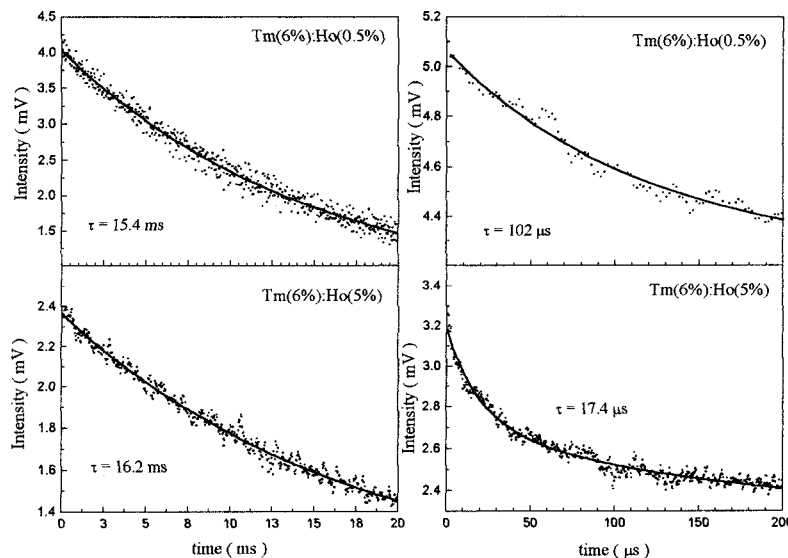 4.5
4.0
3.5
3.0
2.5
2.0
1.5
Intensity ( mV )
Tm(6%):Ho(0.5%)
τ = 15.4 ms
5.2
5.0
4.8
4.6
4.4
Intensity ( mV )
Tm(6%):Ho(0.5%)
τ = 102 μs
2.4
2.2
2.0
1.8
1.6
1.4
Intensity ( mV )
Tm(6%):Ho(5%)
τ = 16.2 ms
0 3 5 8 10 13 15 18 20
time ( ms )
3.4
3.2
3.0
2.8
2.6
2.4
Intensity ( mV )
Tm(6%):Ho(5%)
τ = 17.4 μs
0 50 100 150 200
time ( μs )